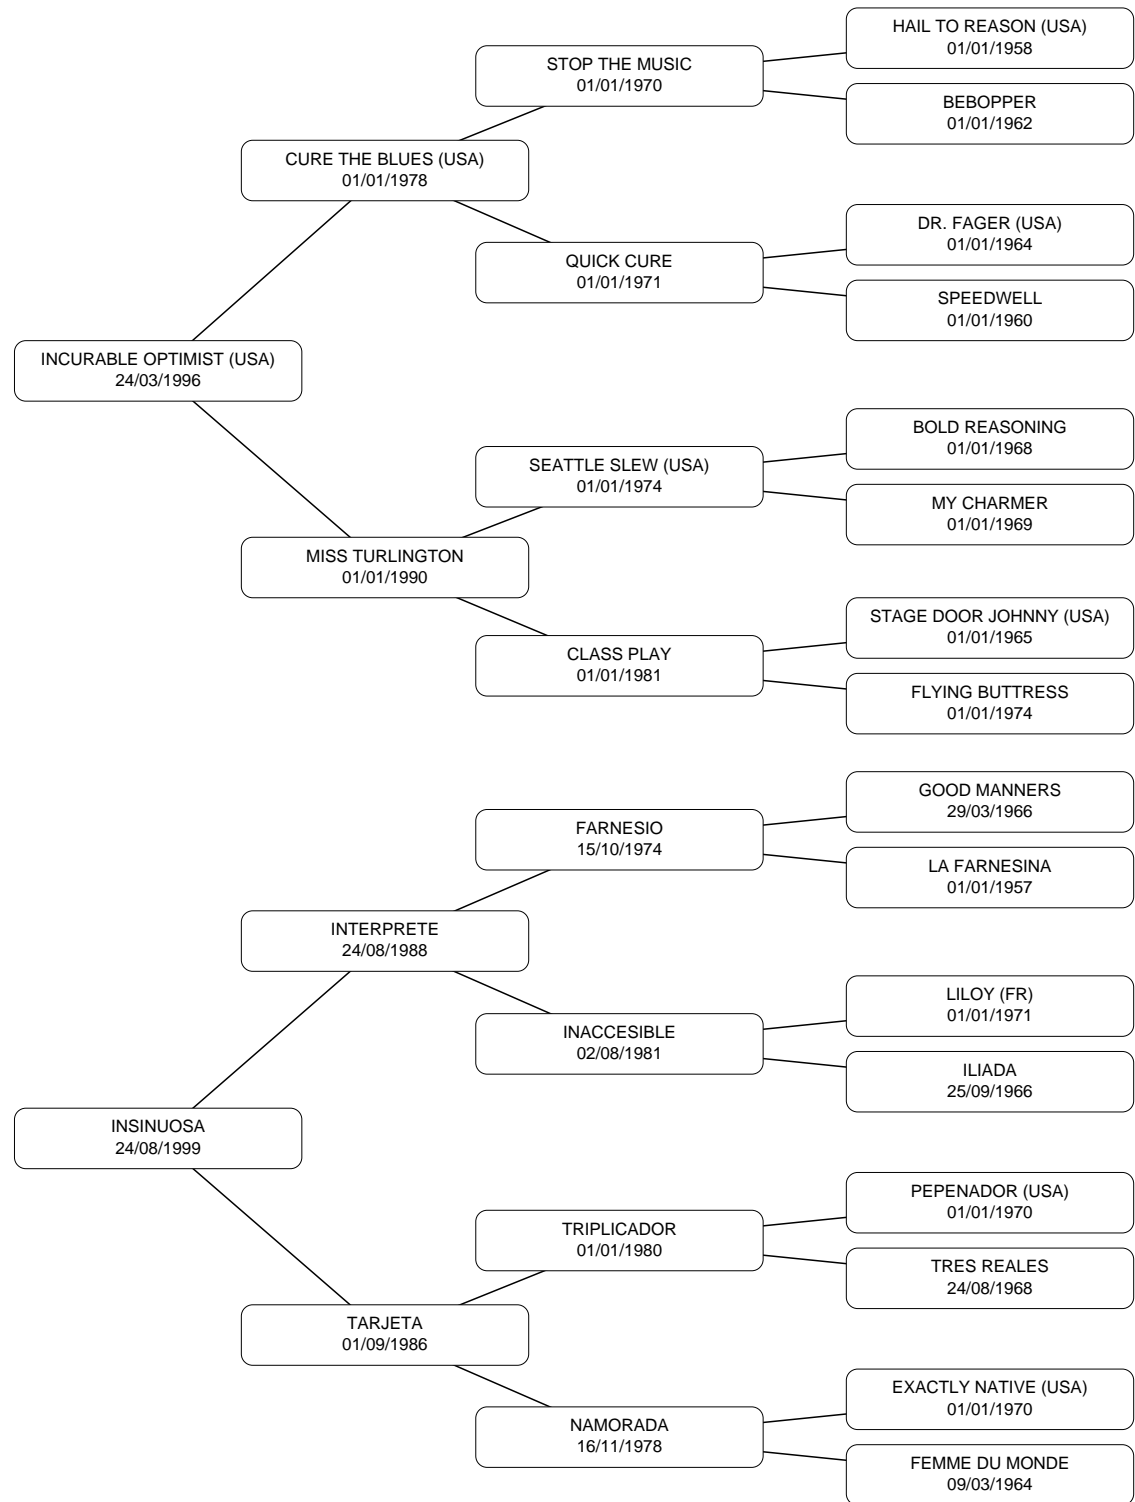 HAIL TO REASON (USA)
01/01/1958
STOP THE MUSIC
01/01/1970
BEBOPPER
01/01/1962
CURE THE BLUES (USA)
01/01/1978
DR. FAGER (USA)
01/01/1964
QUICK CURE
01/01/1971
SPEEDWELL
01/01/1960
INCURABLE OPTIMIST (USA)
24/03/1996
BOLD REASONING
01/01/1968
SEATTLE SLEW (USA)
01/01/1974
MY CHARMER
01/01/1969
MISS TURLINGTON
01/01/1990
STAGE DOOR JOHNNY (USA)
01/01/1965
CLASS PLAY
01/01/1981
FLYING BUTTRESS
01/01/1974
GOOD MANNERS
29/03/1966
FARNESIO
15/10/1974
LA FARNESINA
01/01/1957
INTERPRETE
24/08/1988
LILOY (FR)
01/01/1971
INACCESIBLE
02/08/1981
ILIADA
25/09/1966
INSINUOSA
24/08/1999
PEPENADOR (USA)
01/01/1970
TRIPLICADOR
01/01/1980
TRES REALES
24/08/1968
TARJETA
01/09/1986
EXACTLY NATIVE (USA)
01/01/1970
NAMORADA
16/11/1978
FEMME DU MONDE
09/03/1964